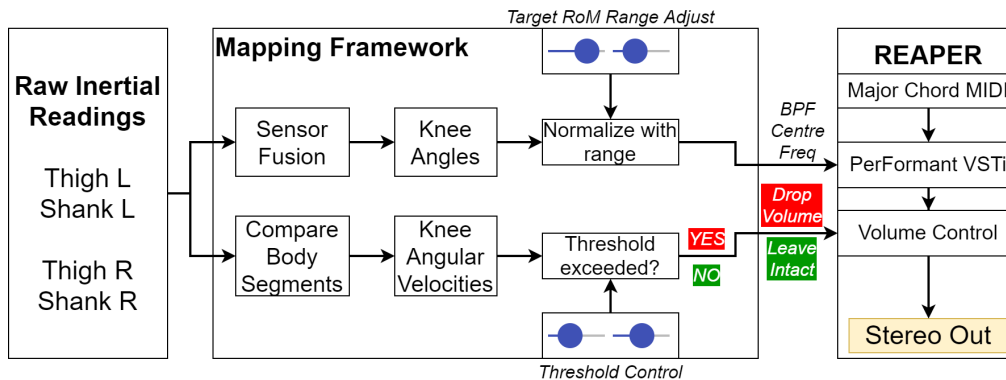 Target RoM Range Adjust
Raw Inertial
Readings
Thigh L
Shank L
Thigh R
Shank R
Mapping Framework
Sensor
Fusion
Knee
Angles
Normalize with
range
Compare
Body
Segments
Knee
Angular
Velocities
Threshold
exceeded?
YES
NO
Threshold Control
BPF
Centre
Freq
Drop
Volume
Leave
Intact
REAPER
Major Chord MIDI
PerFormant VSTi
Volume Control
Stereo Out